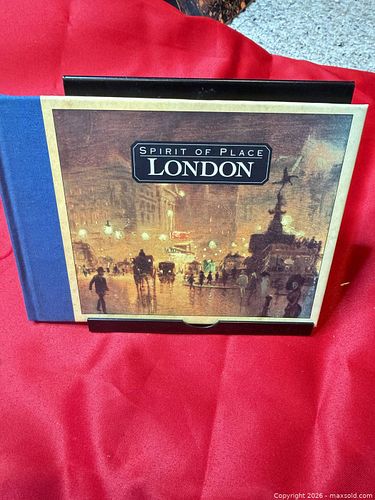 SPIRIT OF PLACE
LONDON
Copyright 2026 - maxsold.com